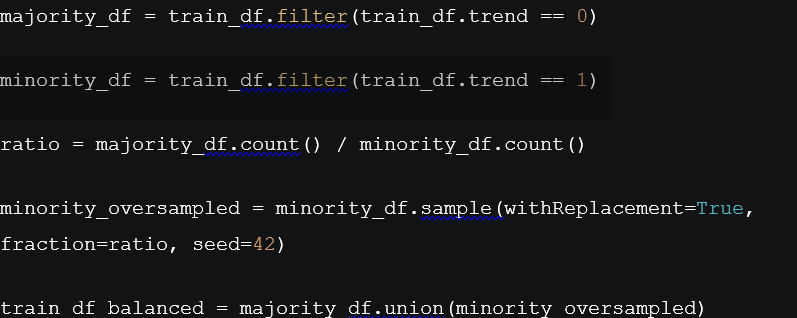 majority_df = train_df.filter(train_df.trend == 0)
minority_df = train_df.filter(train_df.trend == 1)
ratio = majority_df.count() / minority_df.count()
minority_oversampled = minority_df.sample(withReplacement=True,
fraction=ratio, seed=42)
train_df_balanced = majority_df.union(minority_oversampled)